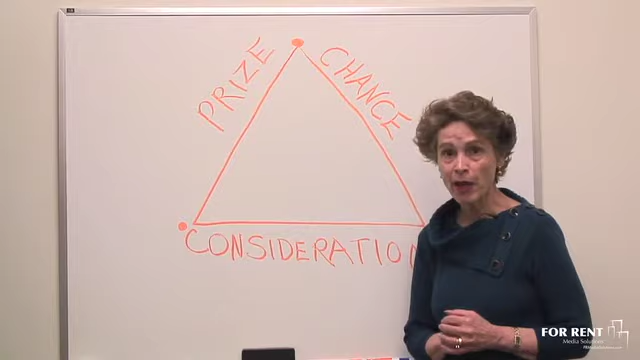 PRIZE
CHANCE
CONSIDERATION
FOR RENT
Media Solutions